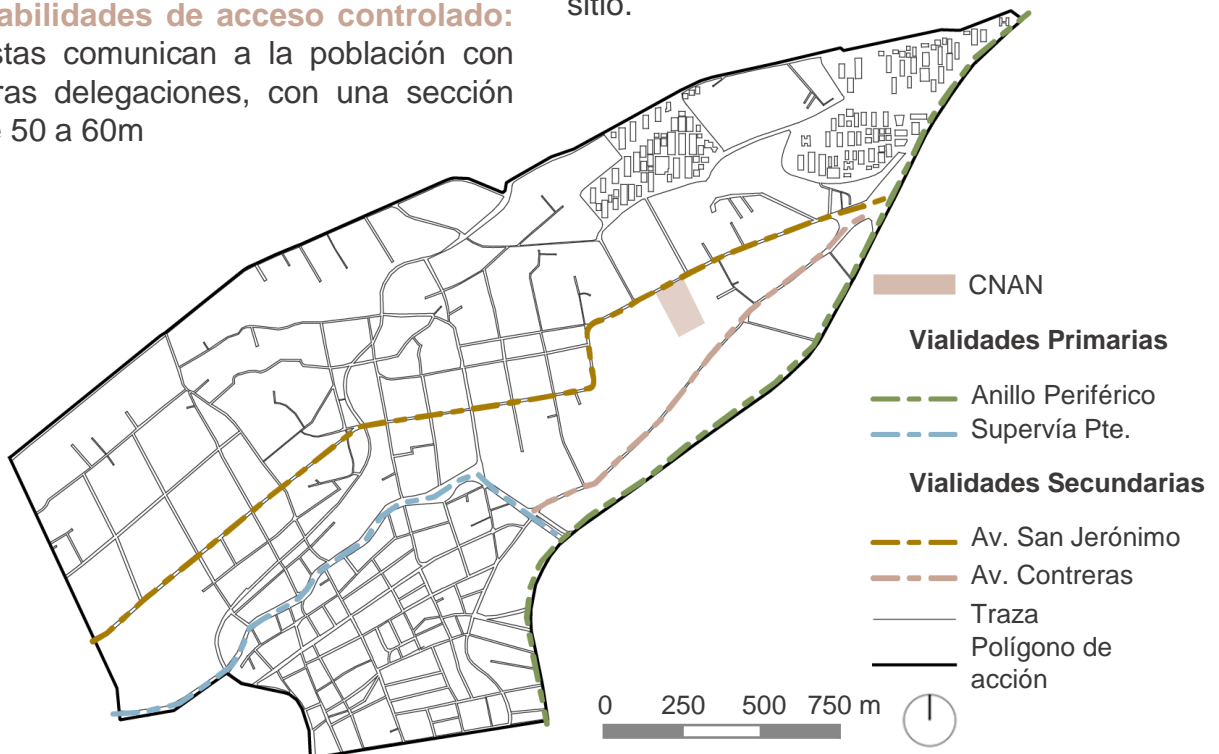 abilidades de acceso controlado:
stas comunican a la población con
ras delegaciones, con una sección
e 50 a 60m
sitio.
CNAN
Vialidades Primarias
Anillo Periférico
Supervía Pte.
Vialidades Secundarias
Av. San Jerónimo
Av. Contreras
Traza
Polígono de
acción
0 250 500 750 m